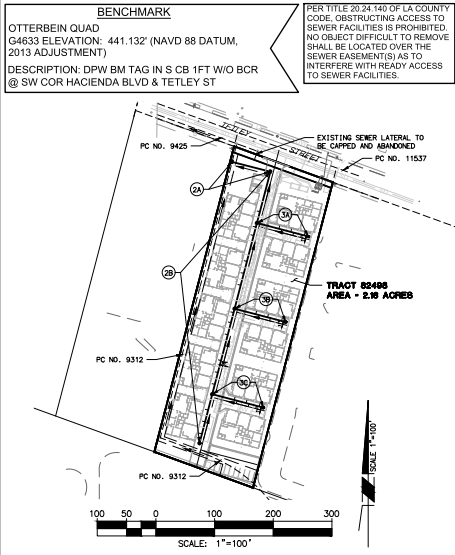 BENCHMARK
OTTERBEIN QUAD
G4633 ELEVATION: 441.132' (NAVD 88 DATUM,
2013 ADJUSTMENT)
DESCRIPTION: DPW BM TAG IN S CB 1FT W/O BCR
@ SW COR HACIENDA BLVD & TETLEY ST
PER TITLE 20.24.140 OF LA COUNTY
CODE, OBSTRUCTING ACCESS TO
SEWER FACILITIES IS PROHIBITED.
NO OBJECT DIFFICULT TO REMOVE
SHALL BE LOCATED OVER THE
SEWER EASEMENT(S) AS TO
INTERFERE WITH READY ACCESS
TO SEWER FACILITIES.
TETLEY STREET
EXISTING SEWER LATERAL TO
BE CAPPED AND ABANDONED
PC NO. 9425
PC NO. 11537
2A
3A
2B
TRACT 82498
AREA = 2.16 ACRES
3B
PC NO. 9312
3C
PC NO. 9312
SCALE 1"=100'
100 50 0 100 200 300
SCALE: 1"=100'